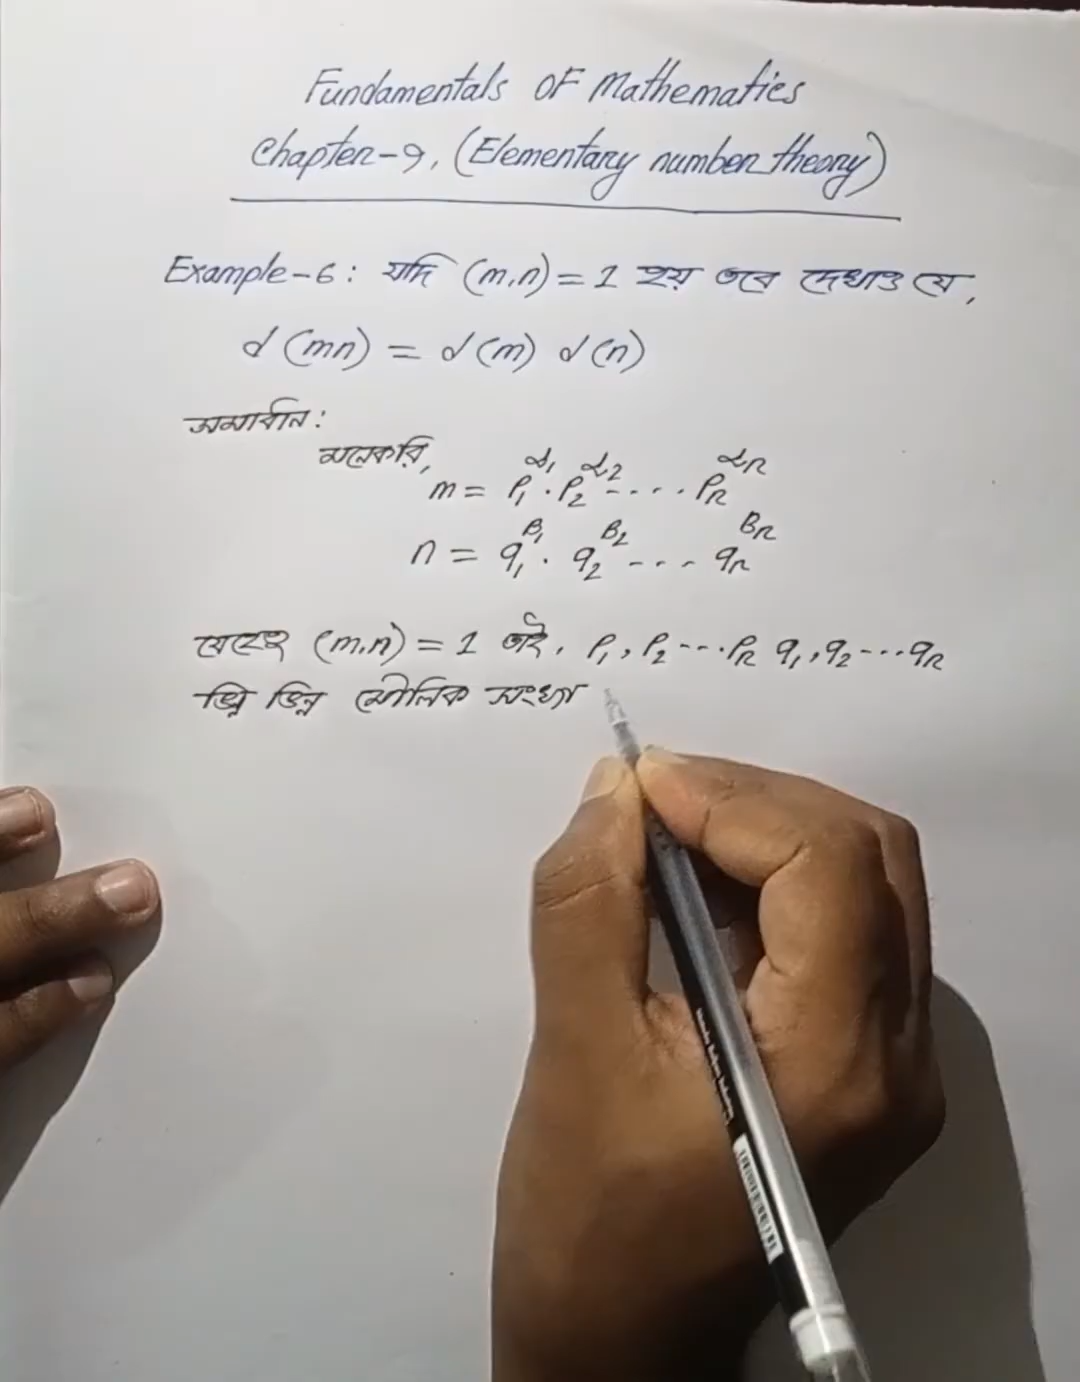 Fundamentals OF Mathematics
Chapter-9, (Elementary number theory)
Example-6: যদি (m,n)=1 হয় তবে দেখাও যে,
d(mn) = d(m) d(n)
সমাধান:
মনেকরি,
m = p₁^α₁ . p₂^α₂ .... pᵣ^αᵣ
n = q₁^β₁ . q₂^β₂ ... qᵣ^βᵣ
যেহেতু (m,n) = 1 তাই, p₁, p₂ ... pᵣ q₁, q₂ ... qᵣ
ভিন্ন ভিন্ন মৌলিক সংখ্যা